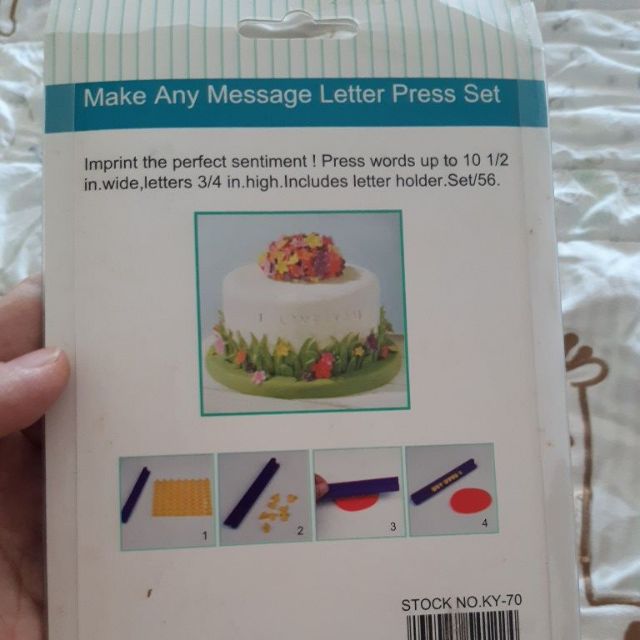 Make Any Message Letter Press Set
Imprint the perfect sentiment ! Press words up to 10 1/2
in.wide,letters 3/4 in.high.Includes letter holder.Set/56.
1
2
3
4
STOCK NO.KY-70